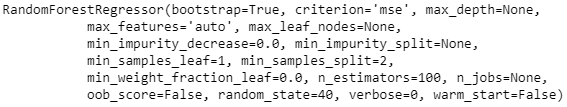 RandomForestRegressor(bootstrap=True, criterion='mse', max_depth=None,
max_features='auto', max_leaf_nodes=None,
min_impurity_decrease=0.0, min_impurity_split=None,
min_samples_leaf=1, min_samples_split=2,
min_weight_fraction_leaf=0.0, n_estimators=100, n_jobs=None,
oob_score=False, random_state=40, verbose=0, warm_start=False)